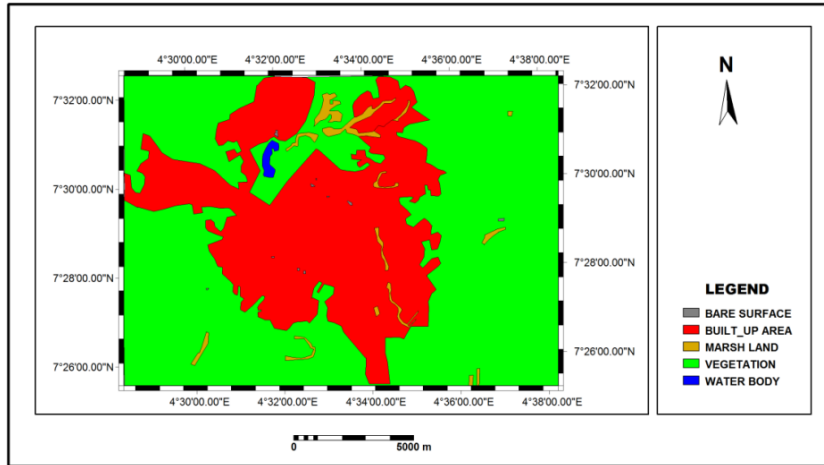 4°30'00.00"E 4°32'00.00"E 4°34'00.00"E 4°36'00.00"E 4°38'00.00"E
7°32'00.00"N 7°32'00.00"N
7°30'00.00"N 7°30'00.00"N
7°28'00.00"N 7°28'00.00"N
7°26'00.00"N 7°26'00.00"N
4°30'00.00"E 4°32'00.00"E 4°34'00.00"E 4°36'00.00"E 4°38'00.00"E
0 5000 m
N
LEGEND
BARE SURFACE
BUILT_UP AREA
MARSH LAND
VEGETATION
WATER BODY